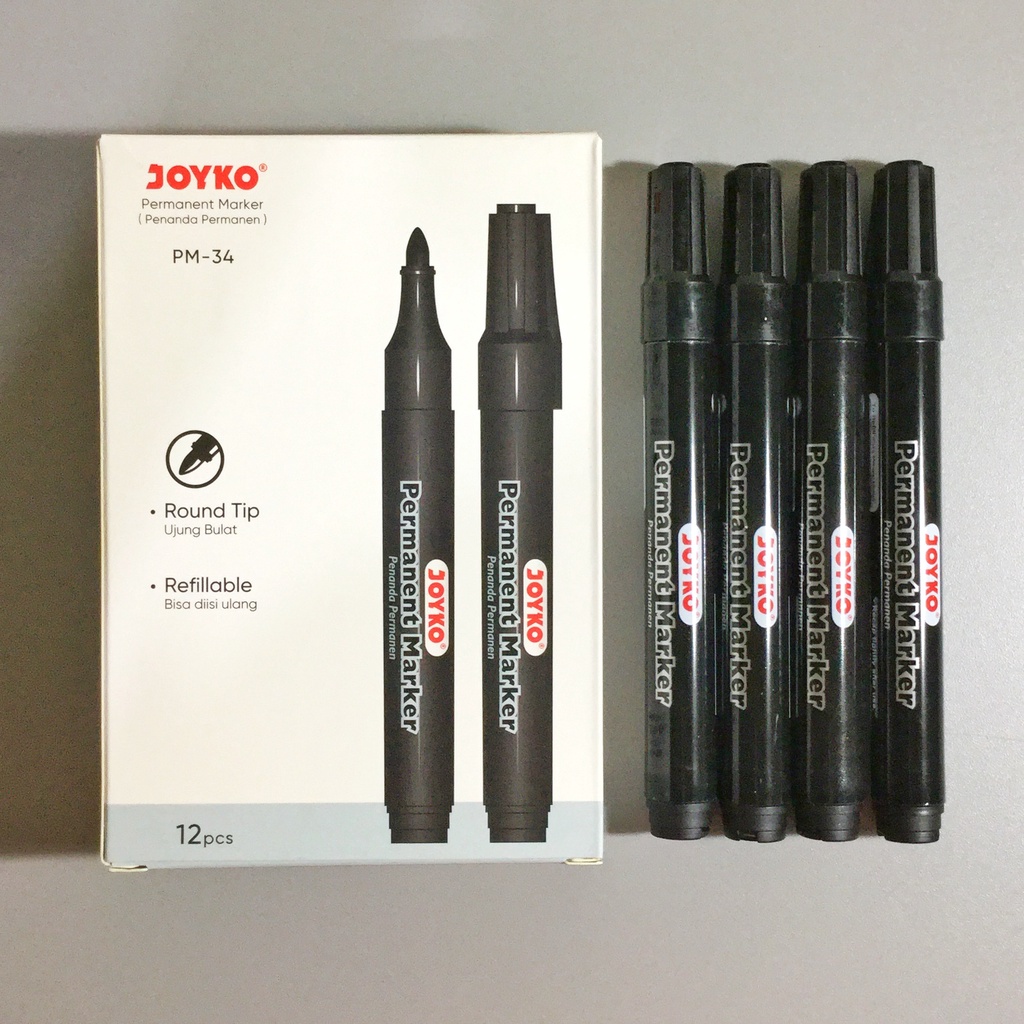 JOYKO®
Permanent Marker
( Penanda Permanen )
PM-34
• Round Tip
Ujung Bulat
• Refillable
Bisa diisi ulang
12pcs
Permanent Marker
Penanda Permanen
JOYKO®
Permanent Marker
Penanda Permanen
JOYKO®
Permanent Marker
Penanda Permanen
JOYKO
Permanent Marker
Penanda Permanen
JOYKO
Permanent Marker
Penanda Permanen
JOYKO
Permanent Marker
Penanda Permanen
JOYKO